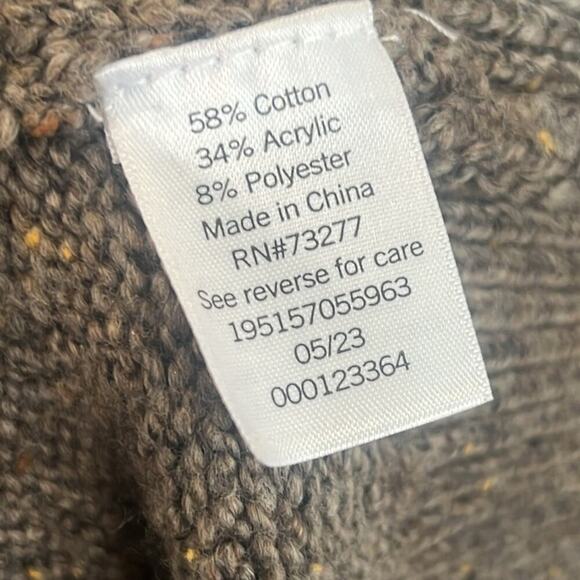 58% Cotton
34% Acrylic
8% Polyester
Made in China
RN#73277
See reverse for care
195157055963
05/23
000123364